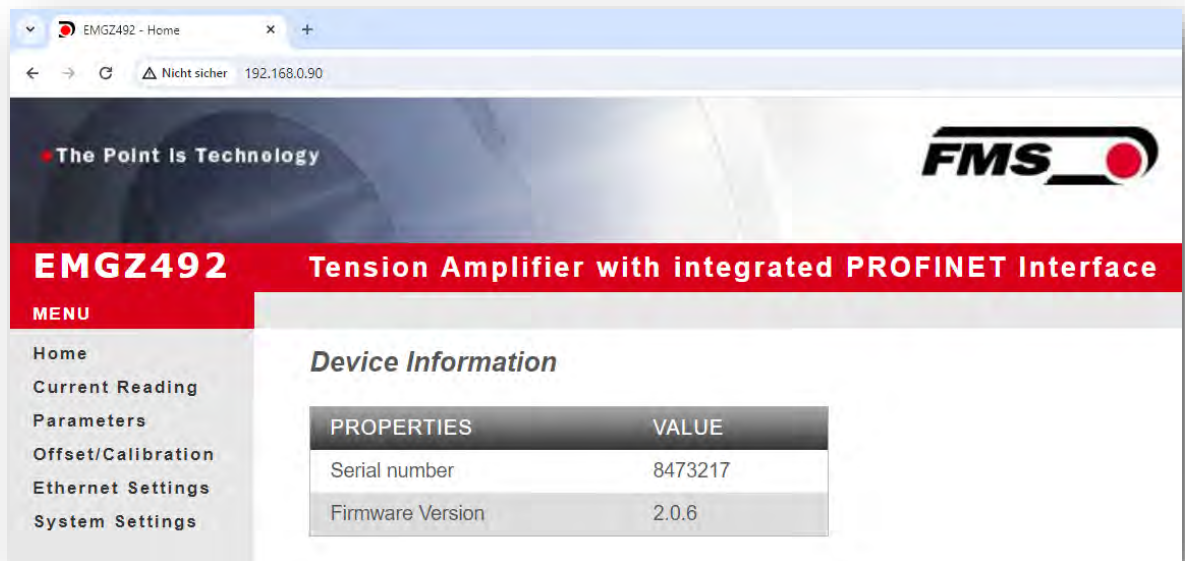 EMGZ492 - Home
Nicht sicher 192.168.0.90
The Point Is Technology
FMS
EMGZ492 Tension Amplifier with integrated PROFINET Interface
MENU
Home
Current Reading
Parameters
Offset/Calibration
Ethernet Settings
System Settings
Device Information
PROPERTIES VALUE
Serial number 8473217
Firmware Version 2.0.6